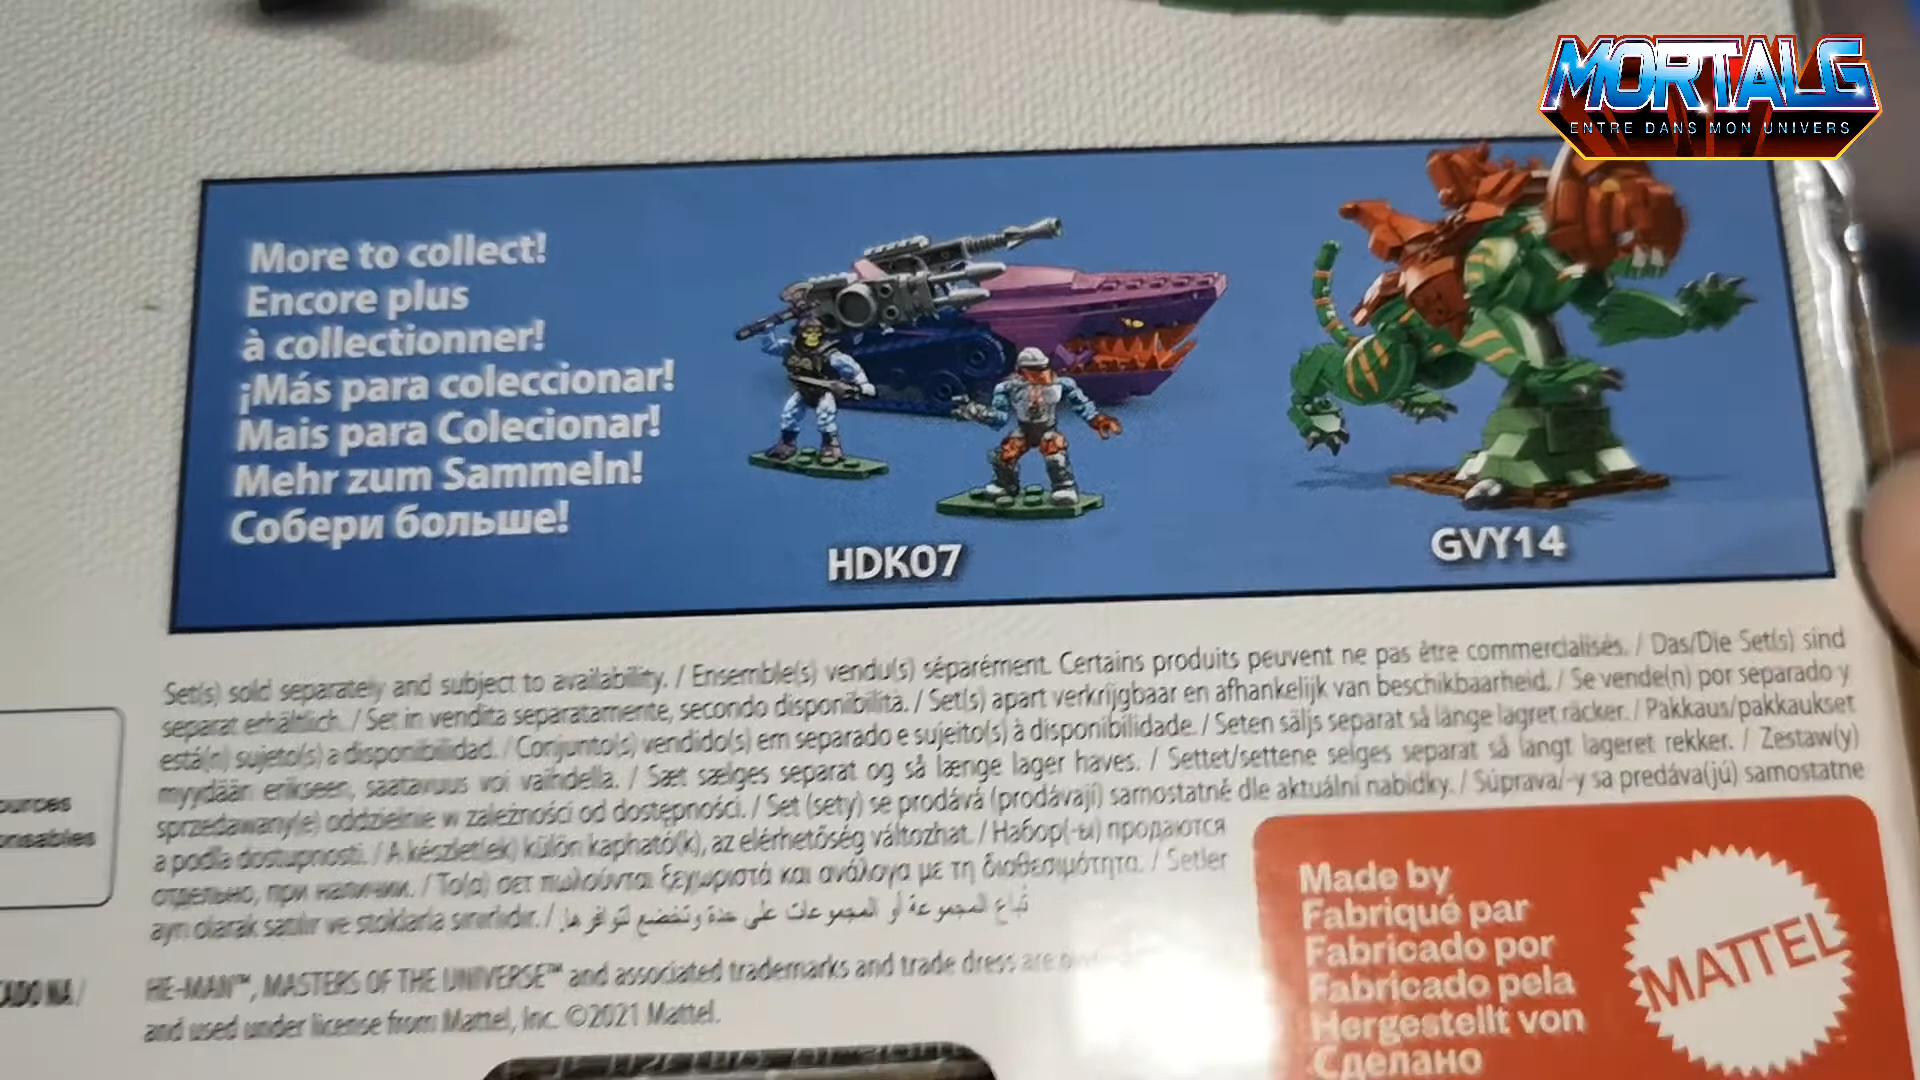 MORTALG
ENTRE DANS MON UNIVERS
More to collect!
Encore plus
à collectionner!
¡Más para coleccionar!
Mais para Colecionar!
Mehr zum Sammeln!
Собери больше!
HDK07
GVY14
Set(s) sold separately and subject to availability. / Ensemble(s) vendu(s) séparément. Certains produits peuvent ne pas être commercialisés. / Das/Die Set(s) sind
separat erhältlich. / Set in vendita separatamente, secondo disponibilità. / Set(s) apart verkrijgbaar en afhankelijk van beschikbaarheid. / Se vende(n) por separado y
está(n) sujeto(s) a disponibilidad. / Conjunto(s) vendido(s) em separado e sujeito(s) à disponibilidade. / Seten säljs separat så länge lagret räcker. / Pakkaus/pakkaukset
myydään erikseen, saatavuus voi vaihdella. / Sæt sælges separat og så længe lager haves. / Settet/settene selges separat så langt lageret rekker. / Zestaw(y)
sprzedawany(e) oddzielnie w zależności od dostępności. / Set (sety) se prodává (prodávají) samostatně dle aktuální nabídky. / Súprava/-y sa predáva(jú) samostatne
a podľa dostupnosti. / A készlet(ek) külön kapható(k), az elérhetőség változhat. / Набор(-ы) продаются
отдельно, при наличии. / Το(α) σετ πωλούνται ξεχωριστά και ανάλογα με τη διαθεσιμότητα. / Setler
ayrı olarak satılır ve stoklarla sınırlıdır. / تباع المجموعة أو المجموعات على حدة وتخضع لتوافرها
HE-MAN™, MASTERS OF THE UNIVERSE™ and associated trademarks and trade dress are
and used under license from Mattel, Inc. ©2021 Mattel.
Made by
Fabriqué par
Fabricado por
Fabricado pela
Hergestellt von
Сделано
MATTEL